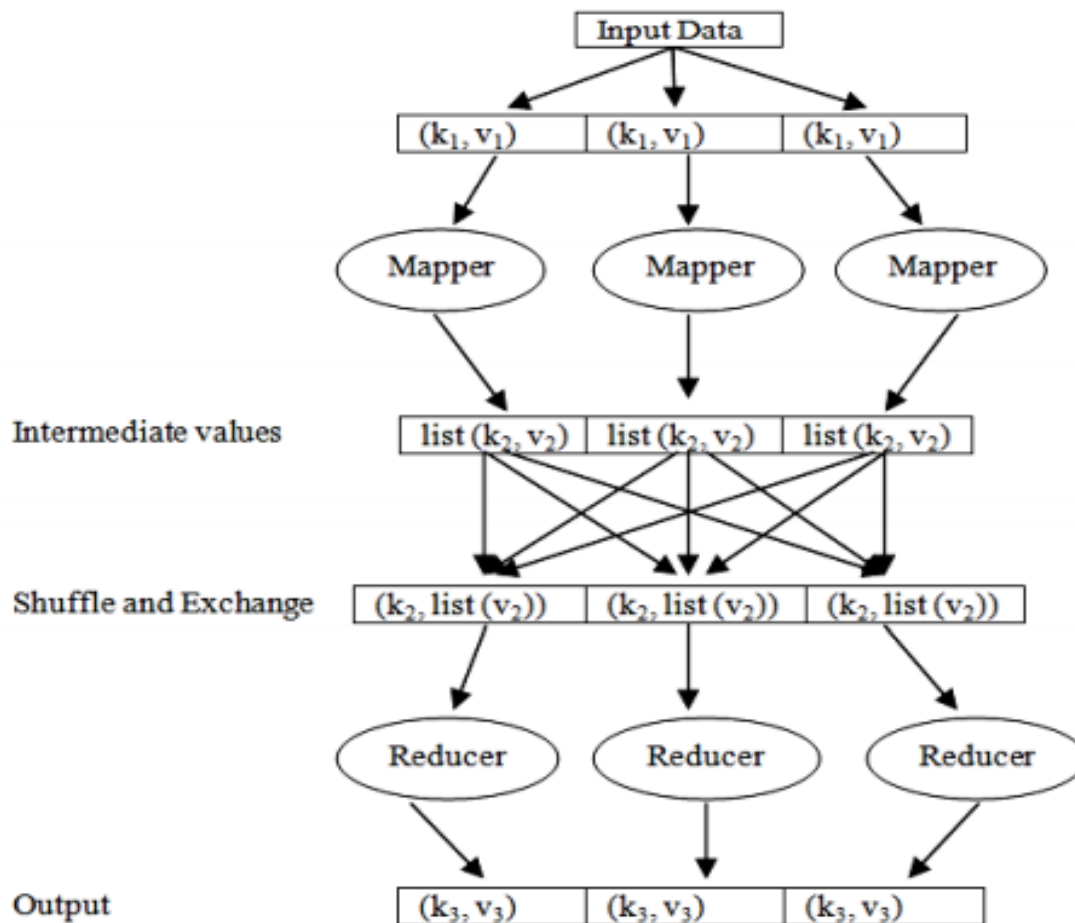 Input Data
(k₁, v₁) (k₁, v₁) (k₁, v₁)
Mapper Mapper Mapper
Intermediate values list (k₂, v₂) list (k₂, v₂) list (k₂, v₂)
Shuffle and Exchange (k₂, list (v₂)) (k₂, list (v₂)) (k₂, list (v₂))
Reducer Reducer Reducer
Output (k₃, v₃) (k₃, v₃) (k₃, v₃)